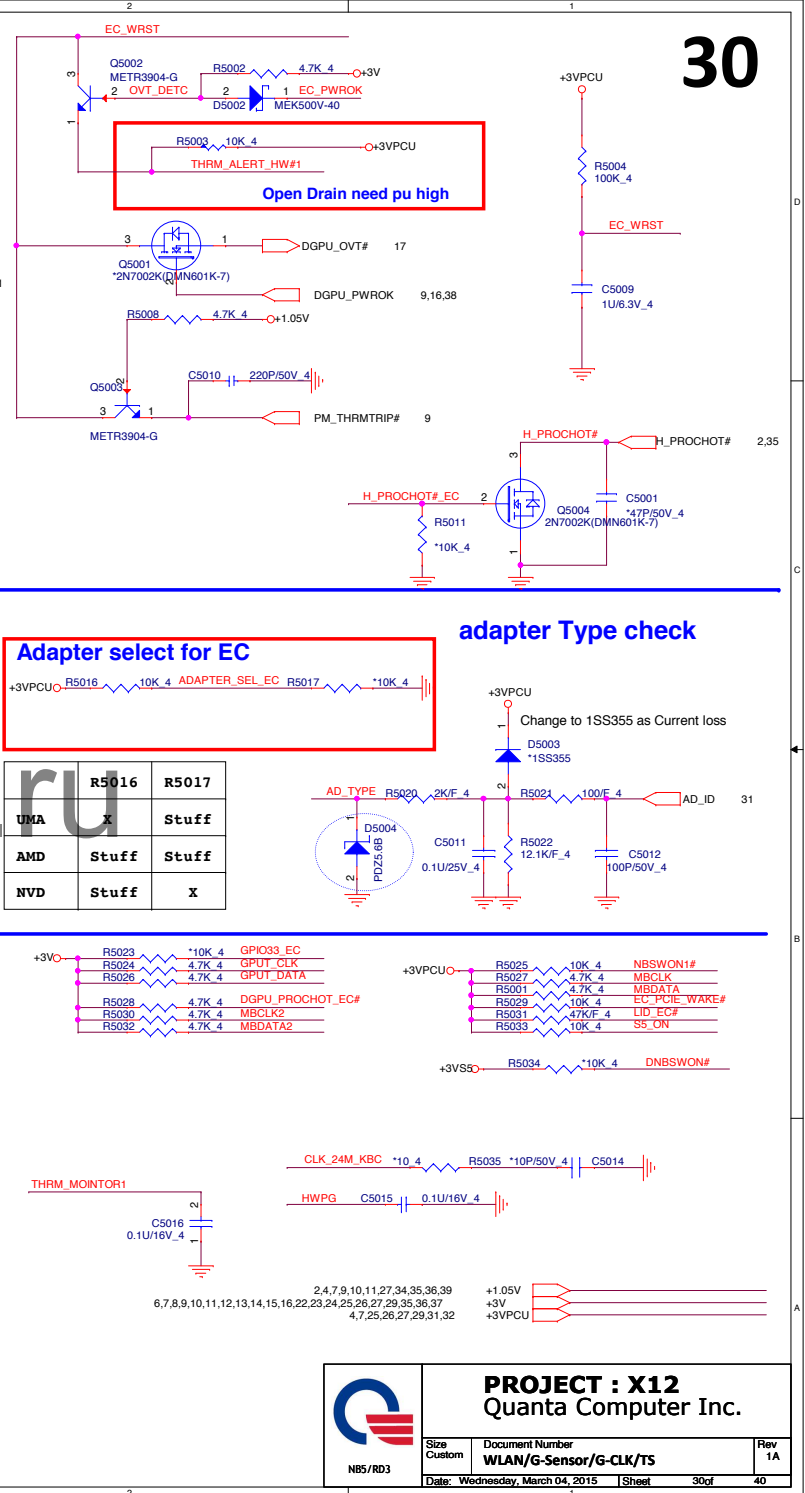 2 1
EC_WRST
30
Q5002
METR3904-G
R5002 4.7K_4 +3V
3
2 OVT_DETC 2 1 EC_PWROK
D5002 MEK500V-40
1
R5003 10K_4 +3VPCU
THRM_ALERT_HW#1
Open Drain need pu high
+3VPCU
R5004
100K_4
D
EC_WRST
C5009
1U/6.3V_4
3 1 DGPU_OVT# 17
Q5001
*2N7002K(DMN601K-7)
2
DGPU_PWROK 9,16,38
R5008 4.7K_4 +1.05V
C5010 220P/50V_4
Q5003 2
3 1 PM_THRMTRIP# 9
METR3904-G
H_PROCHOT# H_PROCHOT# 2,35
3
H_PROCHOT#_EC 2
Q5004
2N7002K(DMN601K-7)
C5001
*47P/50V_4
R5011
*10K_4
1
C
adapter Type check
Adapter select for EC
+3VPCU R5016 10K_4 ADAPTER_SEL_EC R5017 *10K_4
+3VPCU
1
Change to 1SS355 as Current loss
D5003
*1SS355
2
R5016 R5017
UMA X Stuff
AMD Stuff Stuff
NVD Stuff X
ru
AD_TYPE R5020 2K/F_4 R5021 100/F_4 AD_ID 31
1
D5004
PDZ5.6B
2
C5011
0.1U/25V_4
R5022
12.1K/F_4
C5012
100P/50V_4
B
+3V
R5023 *10K_4 GPIO33_EC
R5024 4.7K_4 GPUT_CLK
R5026 4.7K_4 GPUT_DATA
R5028 4.7K_4 DGPU_PROCHOT_EC#
R5030 4.7K_4 MBCLK2
R5032 4.7K_4 MBDATA2
+3VPCU
R5025 10K_4 NBSWON1#
R5027 4.7K_4 MBCLK
R5001 4.7K_4 MBDATA
R5029 10K_4 EC_PCIE_WAKE#
R5031 47K/F_4 LID_EC#
R5033 10K_4 S5_ON
+3VS5 R5034 *10K_4 DNBSWON#
CLK_24M_KBC *10_4 R5035 *10P/50V_4 C5014
THRM_MOINTOR1
HWPG C5015 0.1U/16V_4
2
C5016
0.1U/16V_4
1
2,4,7,9,10,11,27,34,35,36,39 +1.05V
6,7,8,9,10,11,12,13,14,15,16,22,23,24,25,26,27,29,35,36,37 +3V
4,7,25,26,27,29,31,32 +3VPCU
A
PROJECT : X12
Quanta Computer Inc.
NB5/RD3
Size Document Number Rev
Custom WLAN/G-Sensor/G-CLK/TS 1A
Date: Wednesday, March 04, 2015 Sheet 30of 40
2 1